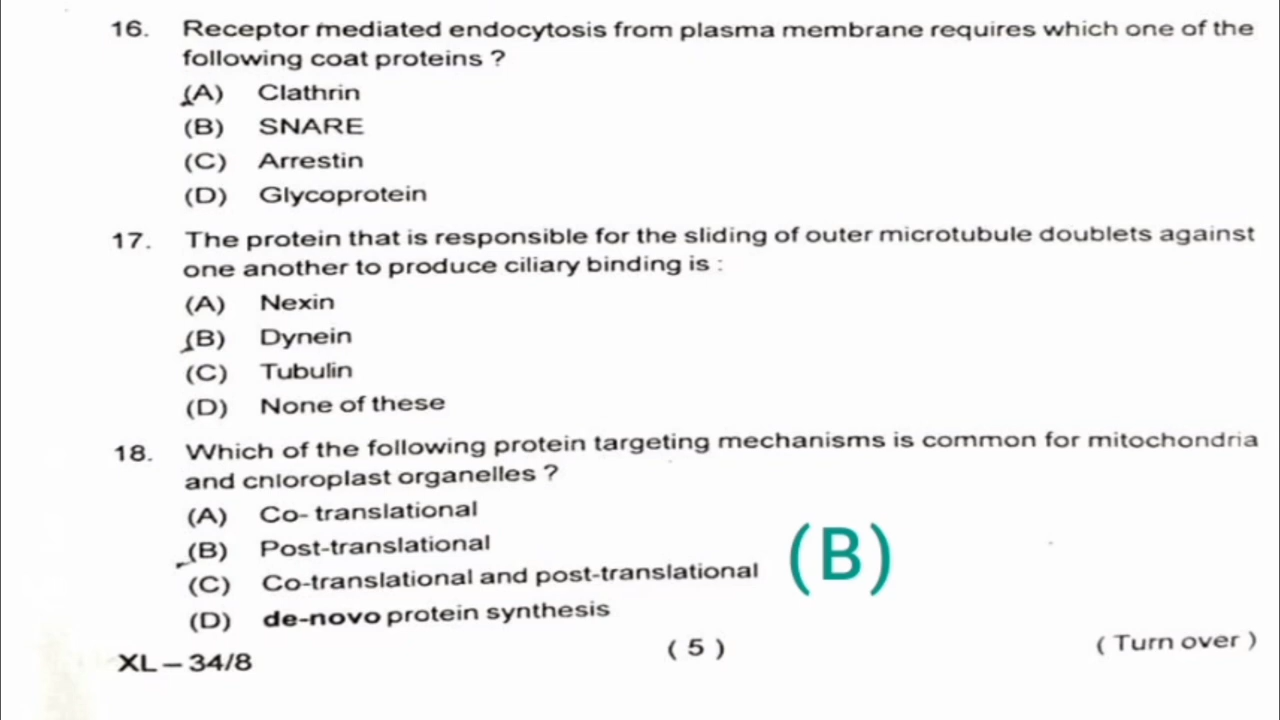 16. Receptor mediated endocytosis from plasma membrane requires which one of the
following coat proteins ?
(A) Clathrin
(B) SNARE
(C) Arrestin
(D) Glycoprotein
17. The protein that is responsible for the sliding of outer microtubule doublets against
one another to produce ciliary binding is :
(A) Nexin
(B) Dynein
(C) Tubulin
(D) None of these
18. Which of the following protein targeting mechanisms is common for mitochondria
and chloroplast organelles ?
(A) Co- translational
(B) Post-translational
(C) Co-translational and post-translational
(B)
(D) de-novo protein synthesis
XL – 34/8 ( 5 ) ( Turn over )